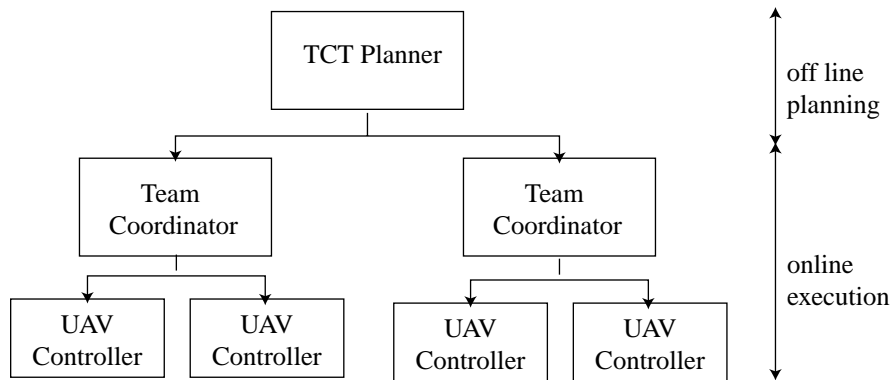 TCT Planner
off line
planning
Team
Coordinator
Team
Coordinator
online
execution
UAV
Controller
UAV
Controller
UAV
Controller
UAV
Controller